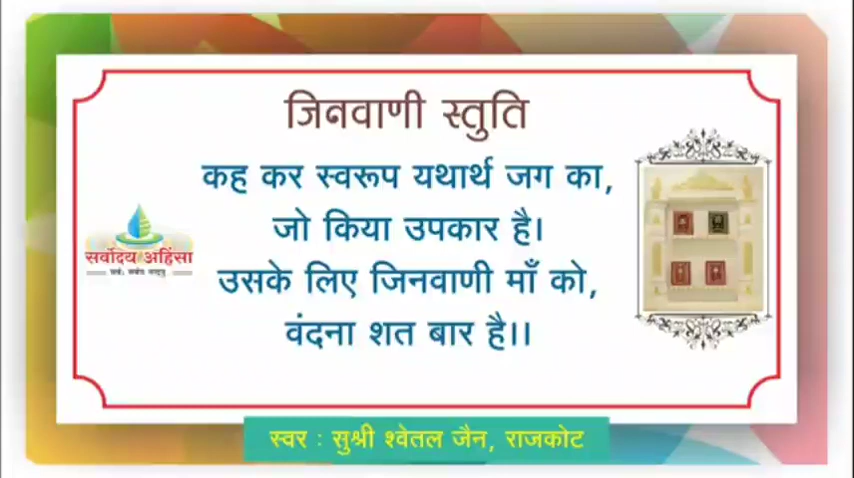 जिनवाणी स्तुति
कह कर स्वरूप यथार्थ जग का,
जो किया उपकार है।
उसके लिए जिनवाणी माँ को,
वंदना शत बार है।।
सर्वोदय अहिंसा
स्वर : सुश्री श्वेतल जैन, राजकोट